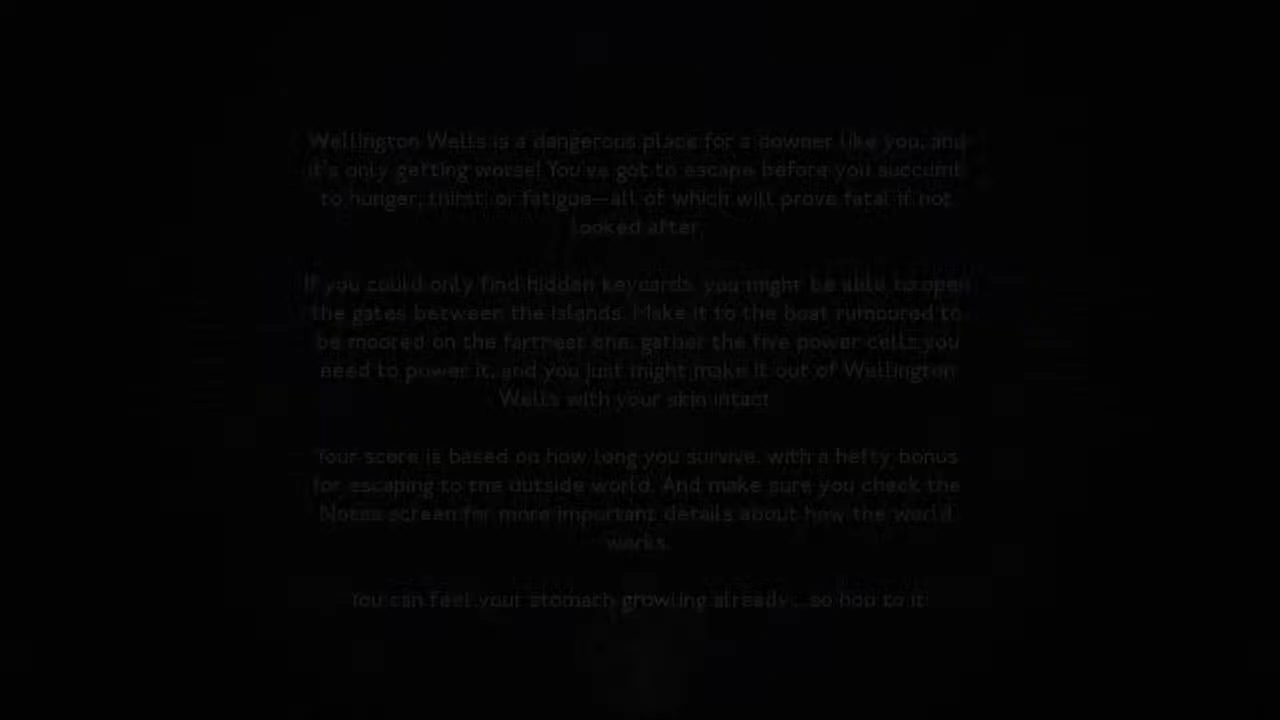 Wellington Wells is a dangerous place for a downer like you, and
it's only getting worse! You've got to escape before you succumb
to hunger, thirst, or fatigue—all of which will prove fatal if not
looked after.
If you could only find hidden keycards, you might be able to open
the gates between the islands. Make it to the boat rumoured to
be moored on the farthest one, gather the five power cells you
need to power it, and you just might make it out of Wellington
Wells with your skin intact.
Your score is based on how long you survive, with a hefty bonus
for escaping to the outside world. And make sure you check the
Notes screen for more important details about how the world
works.
You can feel your stomach growling already... so hop to it!